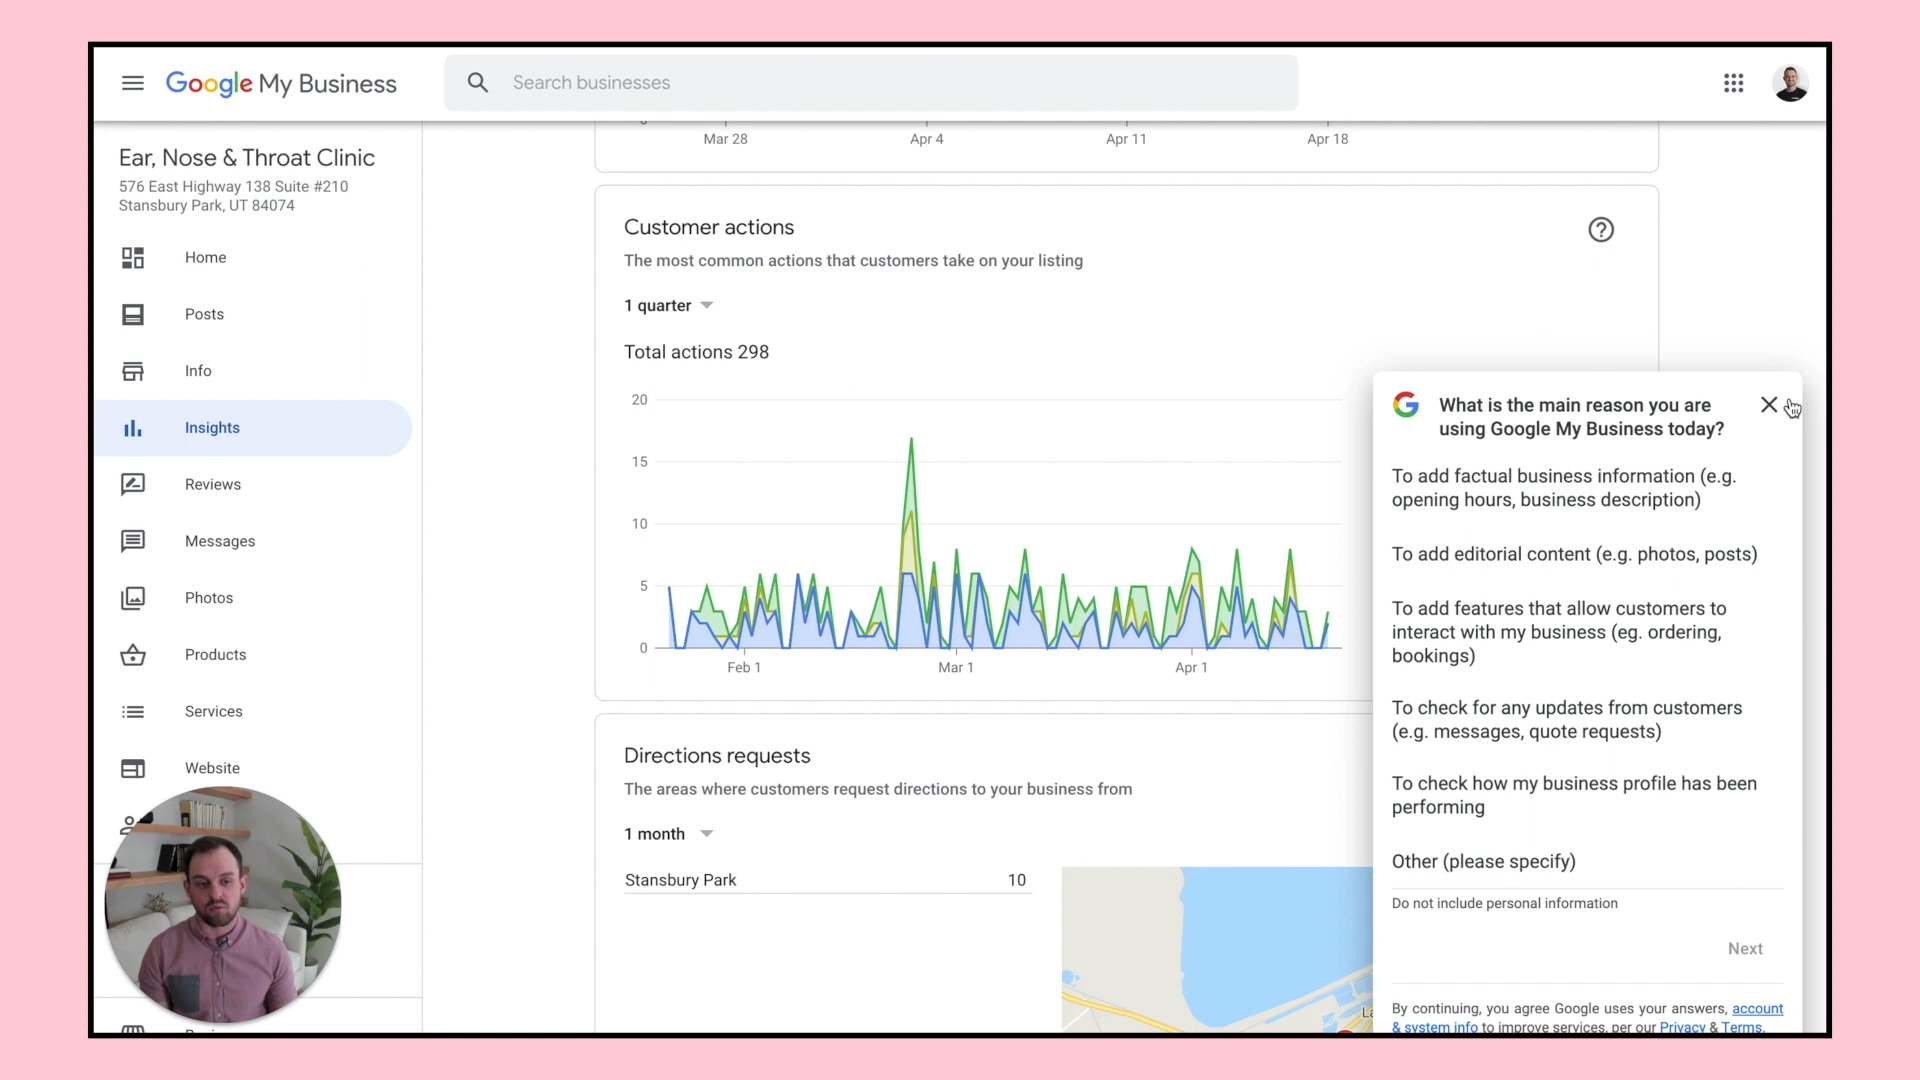 Google My Business
Search businesses
Ear, Nose & Throat Clinic
576 East Highway 138 Suite #210
Stansbury Park, UT 84074
Home
Posts
Info
Insights
Reviews
Messages
Photos
Products
Services
Website
Mar 28
Apr 4
Apr 11
Apr 18
Customer actions
The most common actions that customers take on your listing
1 quarter
Total actions 298
20
15
10
5
0
Feb 1
Mar 1
Apr 1
Directions requests
The areas where customers request directions to your business from
1 month
Stansbury Park 10
What is the main reason you are
using Google My Business today?
To add factual business information (e.g.
opening hours, business description)
To add editorial content (e.g. photos, posts)
To add features that allow customers to
interact with my business (eg. ordering,
bookings)
To check for any updates from customers
(e.g. messages, quote requests)
To check how my business profile has been
performing
Other (please specify)
Do not include personal information
Next
By continuing, you agree Google uses your answers, account
& system info to improve services, per our Privacy & Terms.